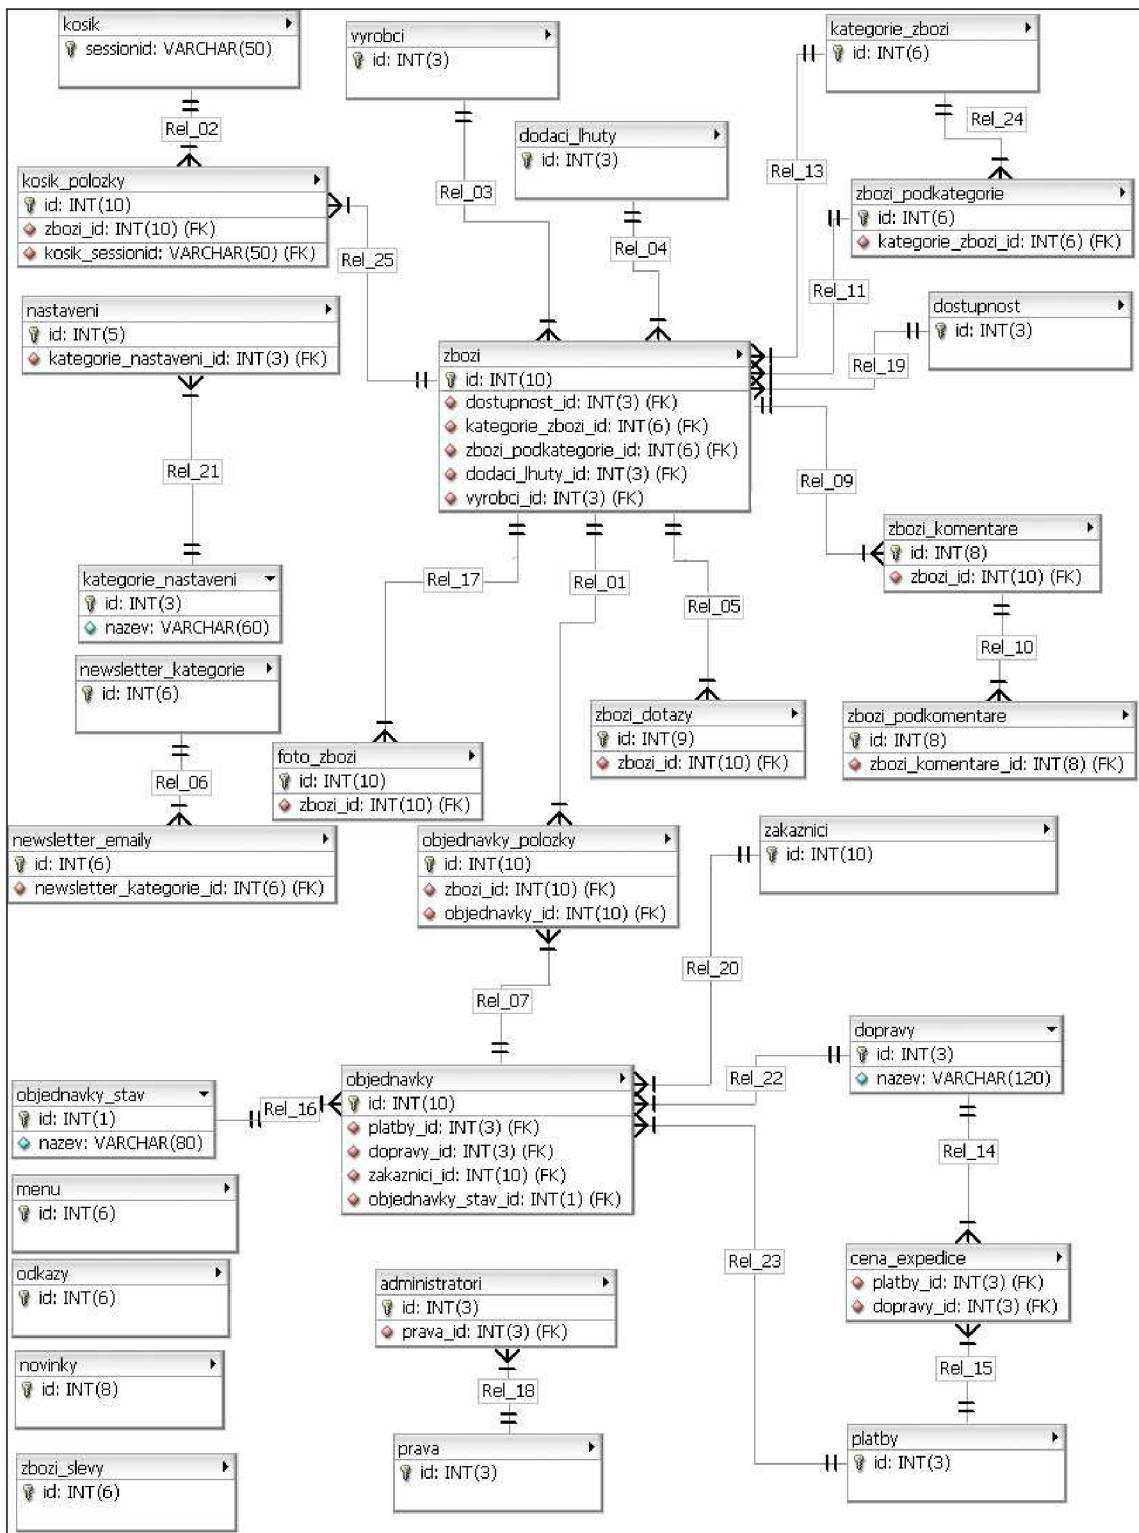 kosik
sessionid: VARCHAR(50)
Rel_02
vyrobci
id: INT(3)
Rel_03
dodaci_lhuty
id: INT(3)
Rel_04
kategorie_zbozi
id: INT(6)
Rel_24
Rel_13
kosik_polozky
id: INT(10)
zbozi_id: INT(10) (FK)
kosik_sessionid: VARCHAR(50) (FK)
Rel_25
zbozi_podkategorie
id: INT(6)
kategorie_zbozi_id: INT(6) (FK)
Rel_11
nastaveni
id: INT(5)
kategorie_nastaveni_id: INT(3) (FK)
Rel_21
dostupnost
id: INT(3)
Rel_19
zbozi
id: INT(10)
dostupnost_id: INT(3) (FK)
kategorie_zbozi_id: INT(6) (FK)
zbozi_podkategorie_id: INT(6) (FK)
dodaci_lhuty_id: INT(3) (FK)
vyrobci_id: INT(3) (FK)
Rel_09
Rel_17
Rel_01
Rel_05
zbozi_komentare
id: INT(8)
zbozi_id: INT(10) (FK)
Rel_10
kategorie_nastaveni
id: INT(3)
nazev: VARCHAR(60)
newsletter_kategorie
id: INT(6)
Rel_06
foto_zbozi
id: INT(10)
zbozi_id: INT(10) (FK)
zbozi_dotazy
id: INT(9)
zbozi_id: INT(10) (FK)
zbozi_podkomentare
id: INT(8)
zbozi_komentare_id: INT(8) (FK)
newsletter_emaily
id: INT(6)
newsletter_kategorie_id: INT(6) (FK)
objednavky_polozky
id: INT(10)
zbozi_id: INT(10) (FK)
objednavky_id: INT(10) (FK)
Rel_07
zakaznici
id: INT(10)
Rel_20
objednavky_stav
id: INT(1)
nazev: VARCHAR(80)
Rel_16
objednavky
id: INT(10)
platby_id: INT(3) (FK)
dopravy_id: INT(3) (FK)
zakaznici_id: INT(10) (FK)
objednavky_stav_id: INT(1) (FK)
Rel_22
dopravy
id: INT(3)
nazev: VARCHAR(120)
Rel_14
Rel_23
menu
id: INT(6)
odkazy
id: INT(6)
administratori
id: INT(3)
prava_id: INT(3) (FK)
Rel_18
cena_expedice
platby_id: INT(3) (FK)
dopravy_id: INT(3) (FK)
Rel_15
novinky
id: INT(8)
prava
id: INT(3)
platby
id: INT(3)
zbozi_slevy
id: INT(6)